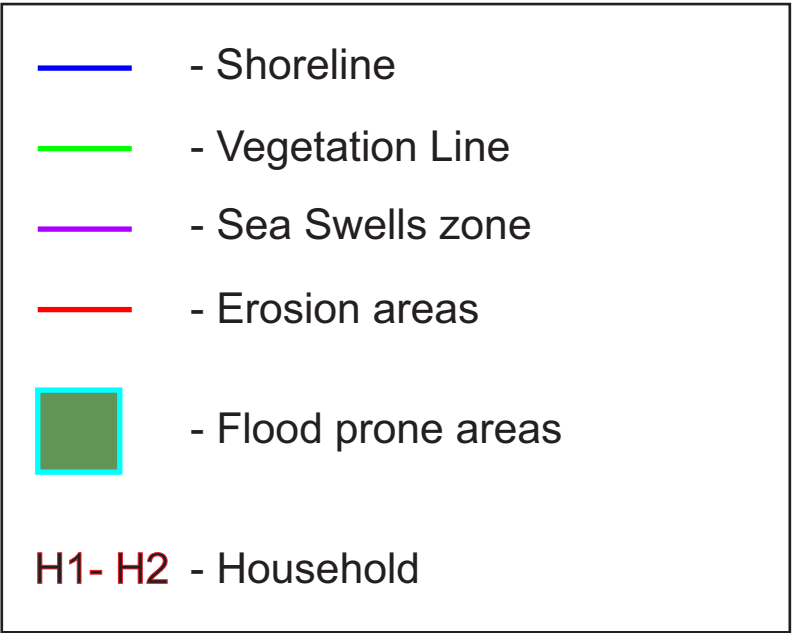 - Shoreline
- Vegetation Line
- Sea Swells zone
- Erosion areas
- Flood prone areas
H1- H2 - Household